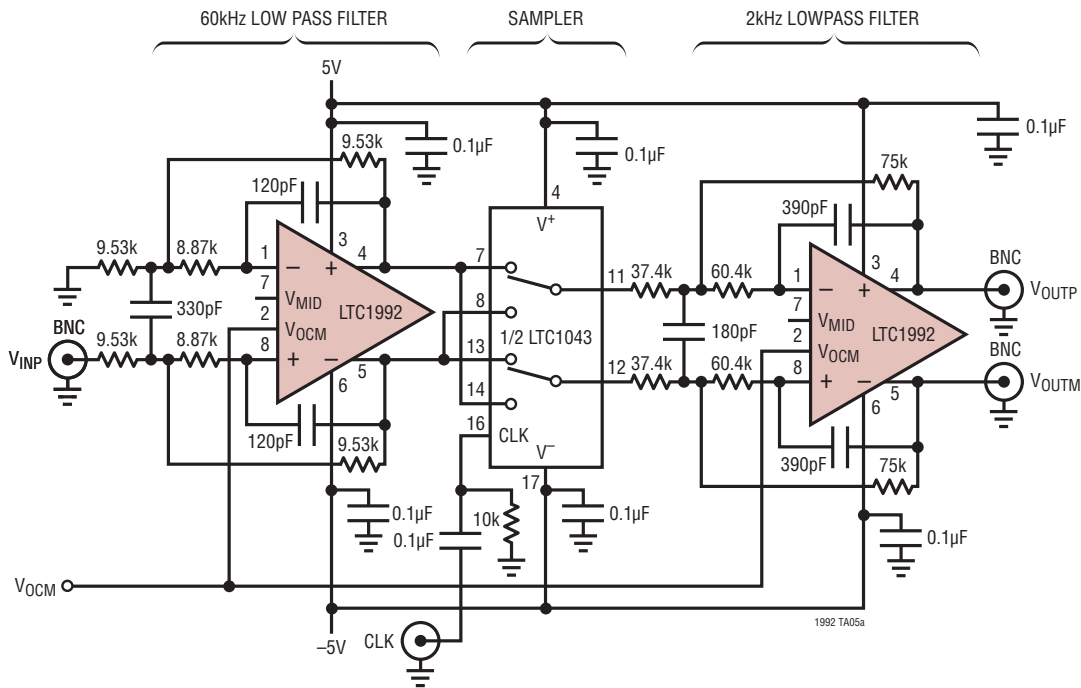 60kHz LOW PASS FILTER
SAMPLER
2kHz LOWPASS FILTER
5V
9.53k
0.1µF
0.1µF
0.1µF
75k
120pF
390pF
4
V+
9.53k
8.87k
1
3
4
7
11
37.4k
60.4k
1
3
4
BNC
VOUTP
7
VMID
2
VOCM
8
LTC1992
330pF
8
1/2 LTC1043
180pF
7
VMID
2
VOCM
8
LTC1992
BNC
VINP
9.53k
8.87k
5
6
13
12
37.4k
60.4k
5
6
BNC
VOUTM
14
16
CLK
V–
120pF
9.53k
390pF
75k
17
0.1µF
0.1µF
10k
0.1µF
0.1µF
VOCM
–5V
CLK
1992 TA05a